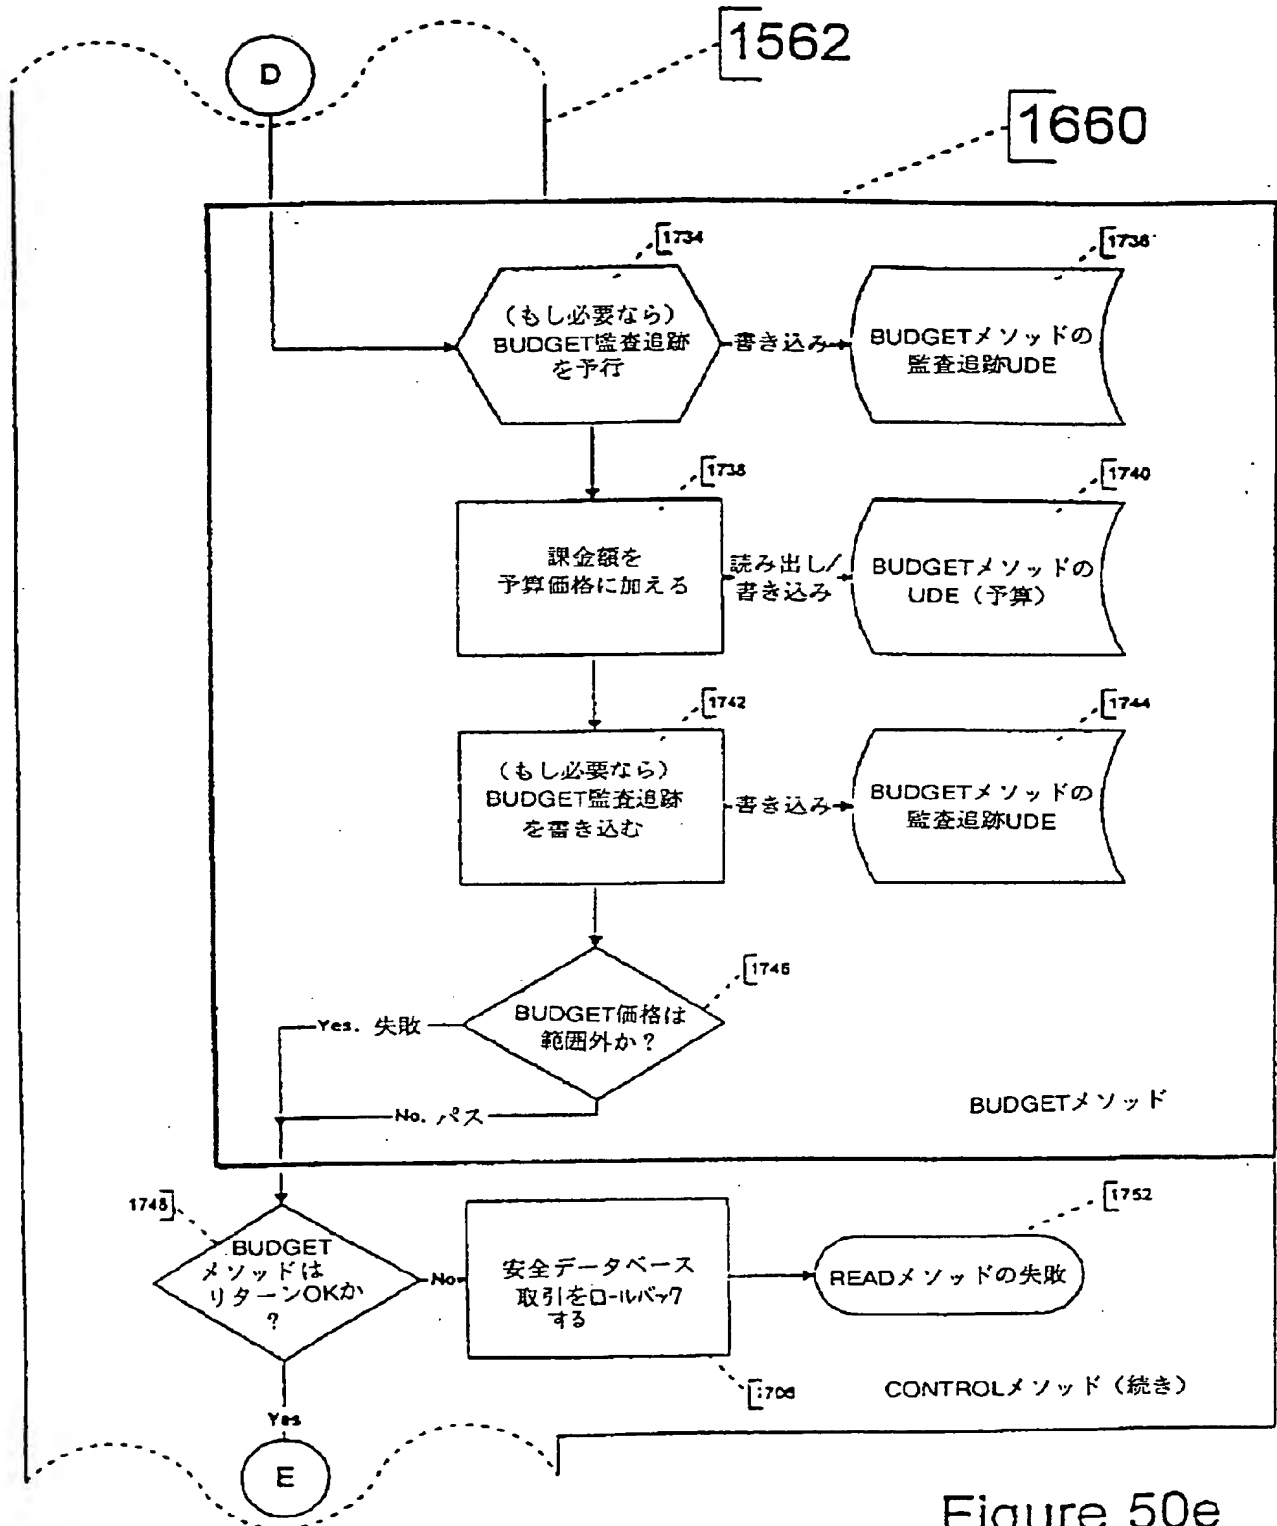 1562
D
1660
1734
1736
(もし必要なら)
BUDGET監査追跡
を予行
書き込み
BUDGETメソッドの
監査追跡UDE
1738
1740
課金額を
予算価格に加える
読み出し/
書き込み
BUDGETメソッドの
UDE(予算)
1742
1744
(もし必要なら)
BUDGET監査追跡
を書き込む
書き込み
BUDGETメソッドの
監査追跡UDE
1746
BUDGET価格は
範囲外か?
Yes. 失敗
No. パス
BUDGETメソッド
1748
1752
BUDGET
メソッドは
リターンOKか
?
No
安全データベース
取引をロールバック
する
READメソッドの失敗
CONTROLメソッド(続き)
Yes
E
Figure 50e